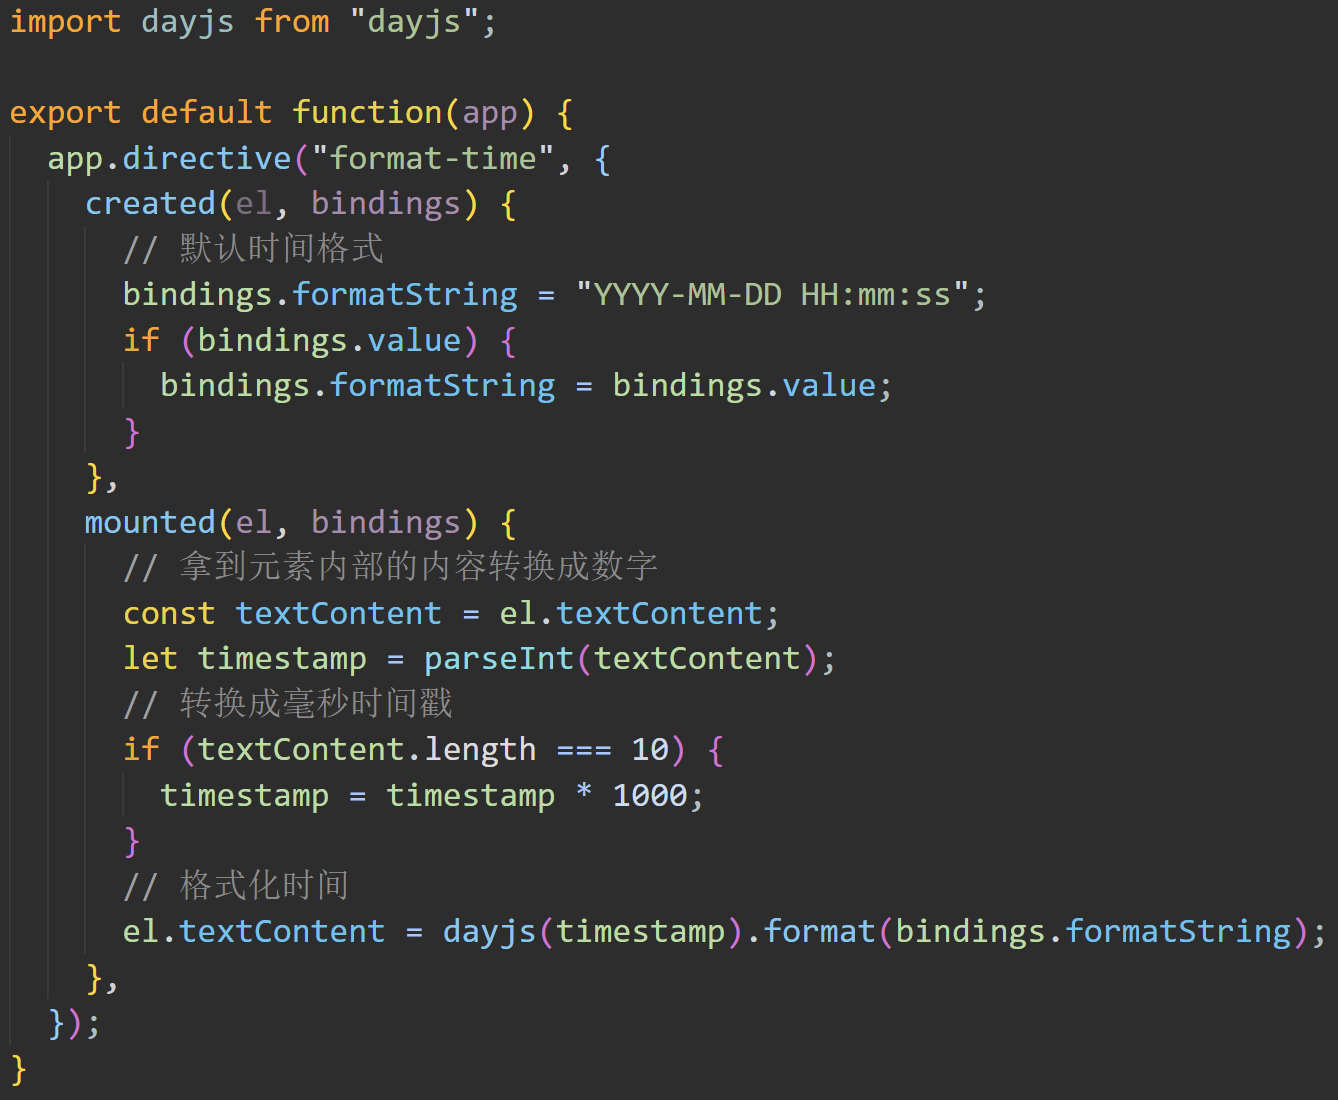 import dayjs from "dayjs";
export default function(app) {
app.directive("format-time", {
created(el, bindings) {
// 默认时间格式
bindings.formatString = "YYYY-MM-DD HH:mm:ss";
if (bindings.value) {
bindings.formatString = bindings.value;
}
},
mounted(el, bindings) {
// 拿到元素内部的内容转换成数字
const textContent = el.textContent;
let timestamp = parseInt(textContent);
// 转换成毫秒时间戳
if (textContent.length === 10) {
timestamp = timestamp * 1000;
}
// 格式化时间
el.textContent = dayjs(timestamp).format(bindings.formatString);
},
});
}